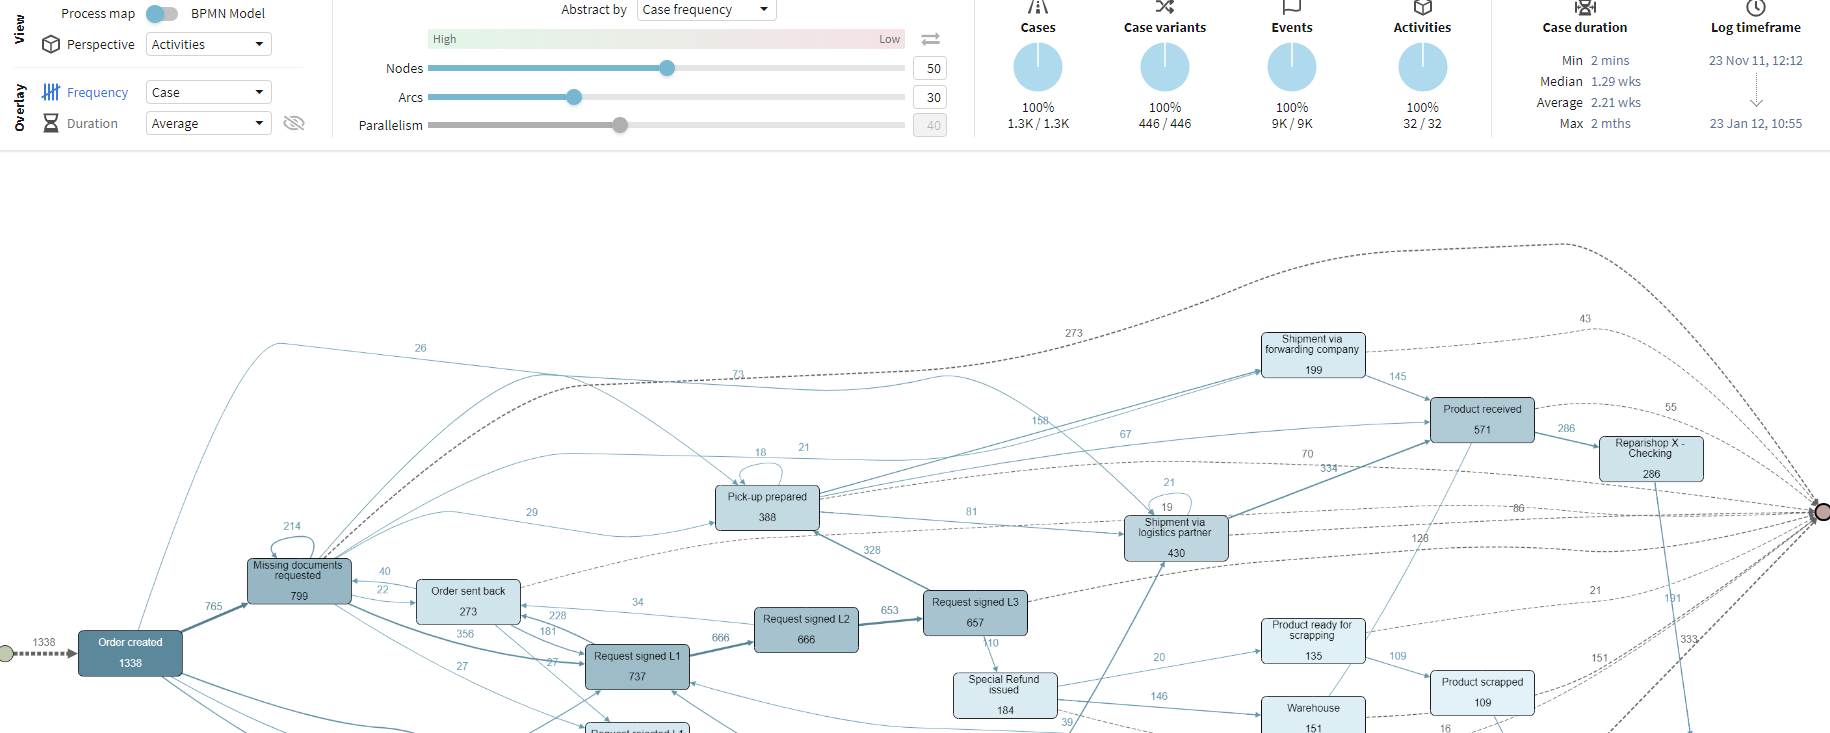 View
Process map
BPMN Model
Perspective
Activities
Overlay
Frequency
Case
Duration
Average
Abstract by
Case frequency
High
Low
Nodes
50
Arcs
30
Parallelism
40
Cases
100%
1.3K / 1.3K
Case variants
100%
446 / 446
Events
100%
9K / 9K
Activities
100%
32 / 32
Case duration
Min 2 mins
Median 1.29 wks
Average 2.21 wks
Max 2 mths
Log timeframe
23 Nov 11, 12:12
23 Jan 12, 10:55
273
43
Shipment via
forwarding company
199
26
73
145
55
Product received
571
158
67
286
Reparishop X -
Checking
286
18
21
70
334
Pick-up prepared
388
21
29
81
19
86
Shipment via
logistics partner
430
214
128
328
Missing documents
requested
799
40
22
Order sent back
273
21
191
34
Request signed L3
657
765
228
181
Request signed L2
666
653
Product ready for
scrapping
135
1338
Order created
1338
356
666
110
333
Request signed L1
737
27
27
20
109
151
Special Refund
issued
184
Product scrapped
109
146
Warehouse
151
39
16
Request rejected L1